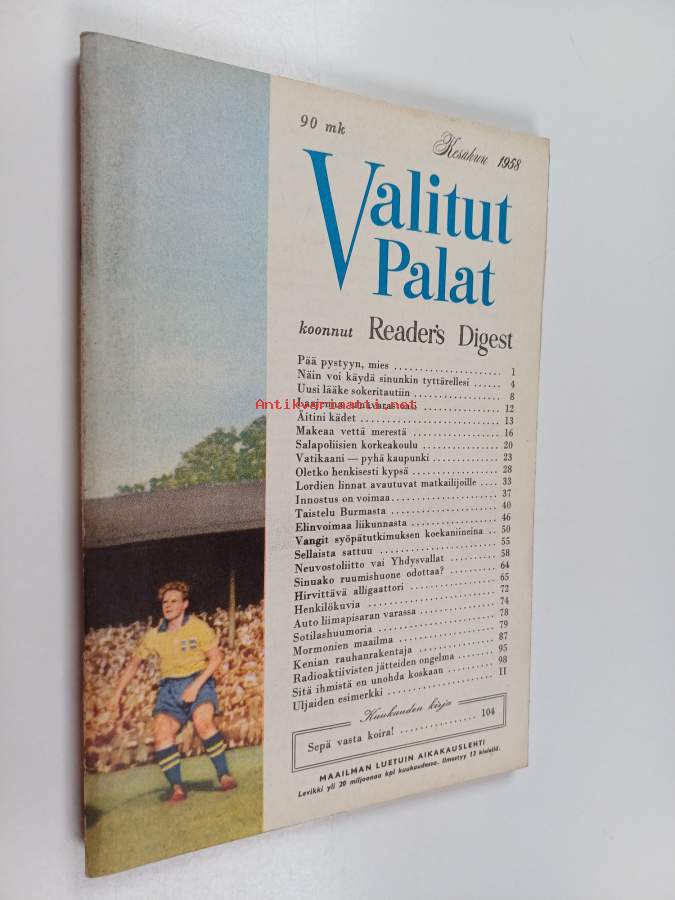 90 mk
Kesäkuu 1958
Valitut
Palat
koonnut Reader's Digest
Pää pystyyn, mies ..................... 1
Näin voi käydä sinunkin tyttärellesi ...... 4
Uusi lääke sokeritautiin ................. 8
Antikvariaatti.net
12
Äitini kädet ......................... 13
Makeaa vettä merestä .................. 16
Salapoliisien korkeakoulu ................ 20
Vatikaani — pyhä kaupunki ............. 23
Oletko henkisesti kypsä ................. 28
Lordien linnat avautuvat matkailijoille .... 33
Innostus on voimaa .................... 37
Taistelu Burmasta ..................... 40
Elinvoimaa liikunnasta ................. 46
Vangit syöpätutkimuksen koekaniineina .. 50
Sellaista sattuu ....................... 55
Neuvostoliitto vai Yhdysvallat ........... 58
Sinuako ruumishuone odottaa? .......... 64
Hirvittävä alligaattori .................. 65
Henkilökuvia ........................ 72
Auto liimapisaran varassa ............... 74
Sotilashuumoria ...................... 78
Mormonien maailma ................... 79
Kenian rauhanrakentaja ................ 87
Radioaktiivisten jätteiden ongelma ....... 95
Sitä ihmistä en unohda koskaan ......... 98
Uljaiden esimerkki .................... II
Kuukauden kirja
Sepä vasta koira! ................ 104
MAAILMAN LUETUIN AIKAKAUSLEHTI
Levikki yli 20 miljoonaa kpl kuukaudessa. Ilmestyy 13 kielellä.